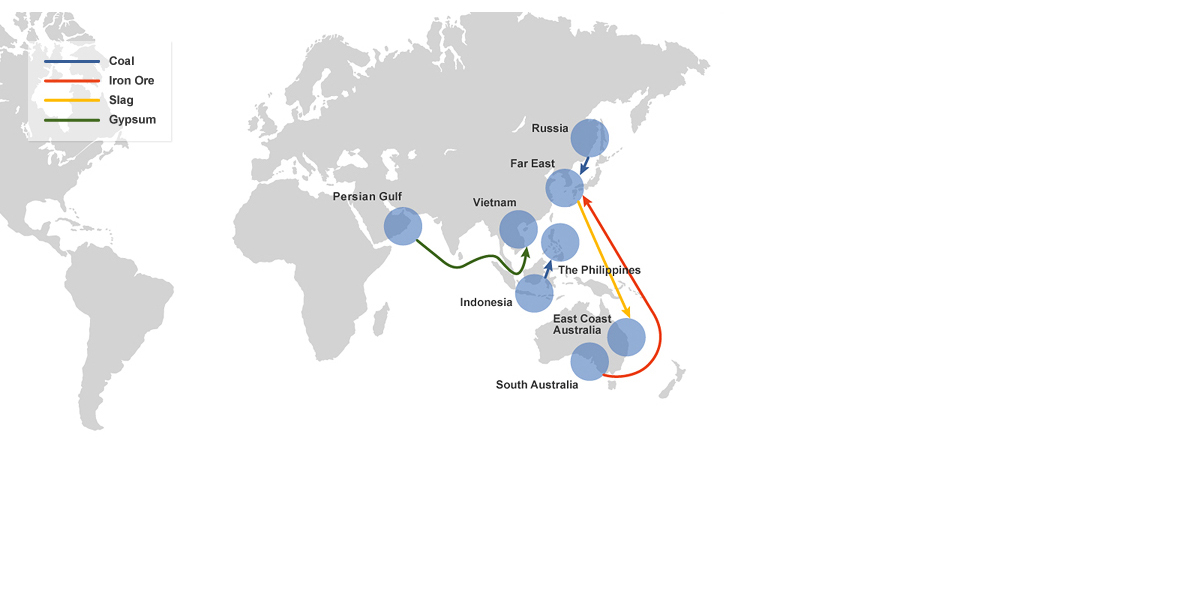 Coal
Iron Ore
Slag
Gypsum
Russia
Far East
Persian Gulf
Vietnam
The Philippines
Indonesia
East Coast
Australia
South Australia